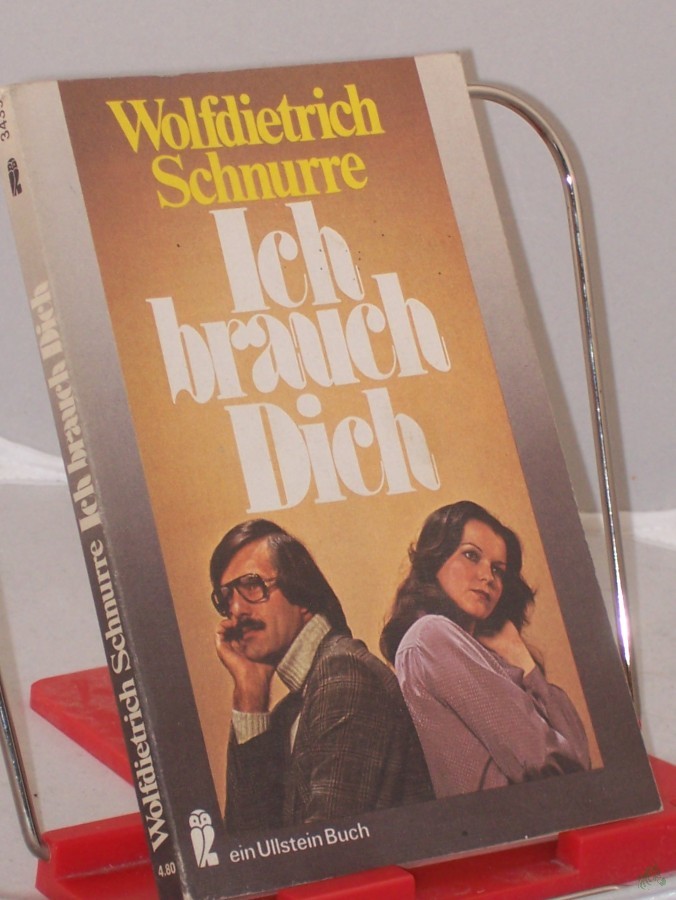 Wolfdietrich
Schnurre
Ich
brauch
Dich
ein Ullstein Buch
Wolfdietrich Schnurre Ich brauch Dich
4.80